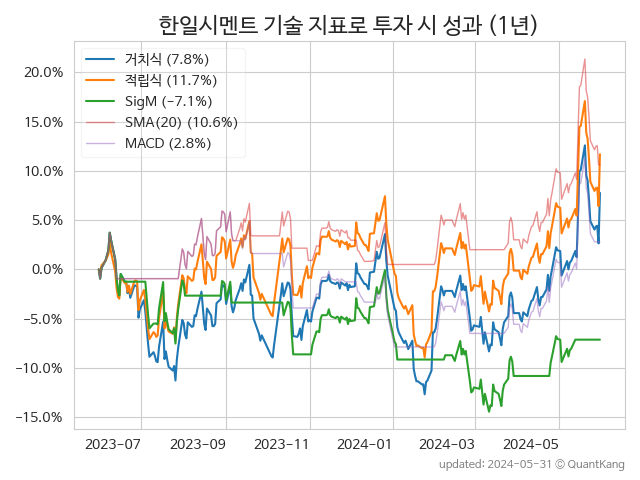 한일시멘트 기술 지표로 투자 시 성과 (1년)
거치식 (7.8%)
적립식 (11.7%)
SigM (−7.1%)
SMA(20) (10.6%)
MACD (2.8%)
20.0%
15.0%
10.0%
5.0%
0.0%
−5.0%
−10.0%
−15.0%
2023−07 2023−09 2023−11 2024−01 2024−03 2024−05
updated: 2024−05−31 © QuantKang